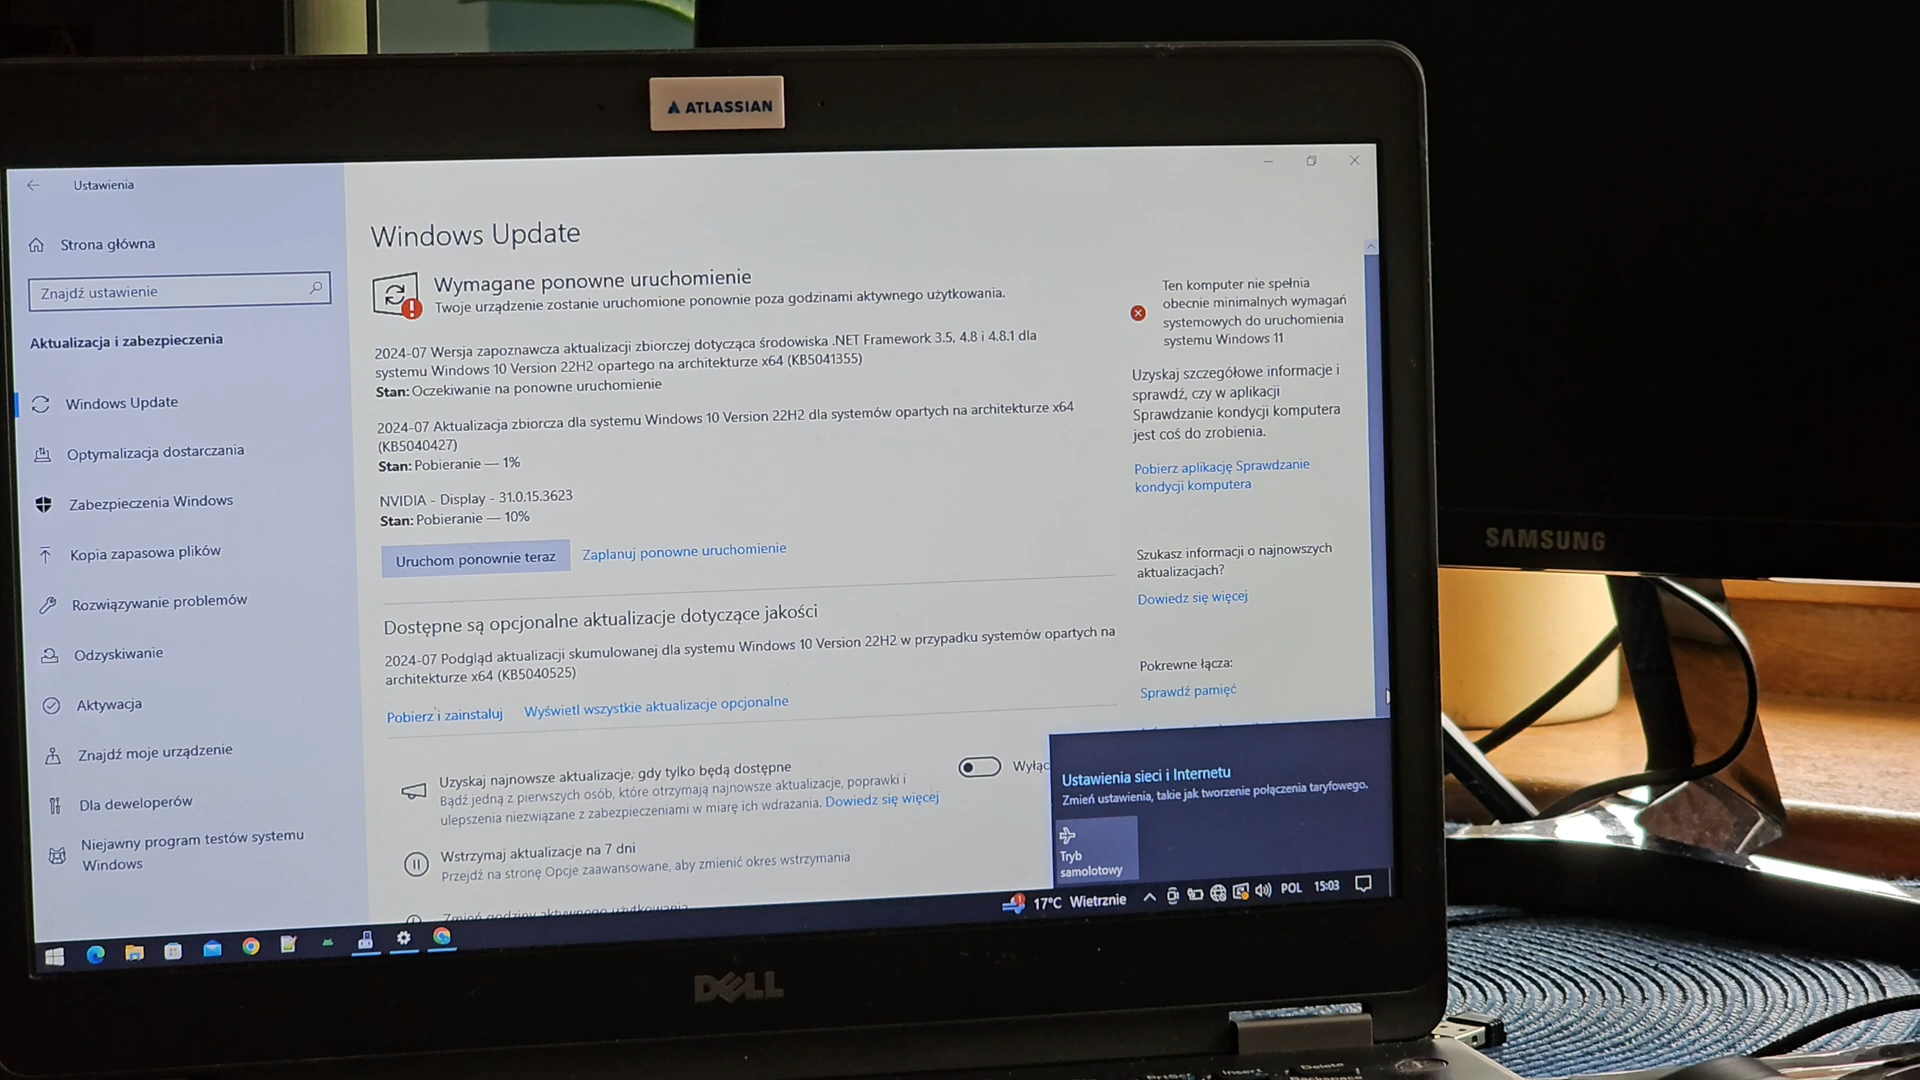 ATLASSIAN
Ustawienia
Strona główna
Znajdź ustawienie
Aktualizacja i zabezpieczenia
Windows Update
Optymalizacja dostarczania
Zabezpieczenia Windows
Kopia zapasowa plików
Rozwiązywanie problemów
Odzyskiwanie
Aktywacja
Znajdź moje urządzenie
Dla deweloperów
Niejawny program testów systemu
Windows
Windows Update
Wymagane ponowne uruchomienie
Twoje urządzenie zostanie uruchomione ponownie poza godzinami aktywnego użytkowania.
2024-07 Wersja zapoznawcza aktualizacji zbiorczej dotycząca środowiska .NET Framework 3.5, 4.8 i 4.8.1 dla
systemu Windows 10 Version 22H2 opartego na architekturze x64 (KB5041355)
Stan: Oczekiwanie na ponowne uruchomienie
2024-07 Aktualizacja zbiorcza dla systemu Windows 10 Version 22H2 dla systemów opartych na architekturze x64
(KB5040427)
Stan: Pobieranie — 1%
NVIDIA - Display - 31.0.15.3623
Stan: Pobieranie — 10%
Uruchom ponownie teraz
Zaplanuj ponowne uruchomienie
Dostępne są opcjonalne aktualizacje dotyczące jakości
2024-07 Podgląd aktualizacji skumulowanej dla systemu Windows 10 Version 22H2 w przypadku systemów opartych na
architekturze x64 (KB5040525)
Pobierz i zainstaluj
Wyświetl wszystkie aktualizacje opcjonalne
Uzyskaj najnowsze aktualizacje, gdy tylko będą dostępne
Bądź jedną z pierwszych osób, które otrzymają najnowsze aktualizacje, poprawki i
ulepszenia niezwiązane z zabezpieczeniami w miarę ich wdrażania. Dowiedz się więcej
Wyłąc
Wstrzymaj aktualizacje na 7 dni
Przejdź na stronę Opcje zaawansowane, aby zmienić okres wstrzymania
Zmień godziny aktywnego użytkowania
Ten komputer nie spełnia
obecnie minimalnych wymagań
systemowych do uruchomienia
systemu Windows 11
Uzyskaj szczegółowe informacje i
sprawdź, czy w aplikacji
Sprawdzanie kondycji komputera
jest coś do zrobienia.
Pobierz aplikację Sprawdzanie
kondycji komputera
Szukasz informacji o najnowszych
aktualizacjach?
Dowiedz się więcej
Pokrewne łącza:
Sprawdź pamięć
Ustawienia sieci i Internetu
Zmień ustawienia, takie jak tworzenie połączenia taryfowego.
Tryb
samolotowy
17°C Wietrznie
POL
15:03
DELL
SAMSUNG
Insert
Delete
Backspace